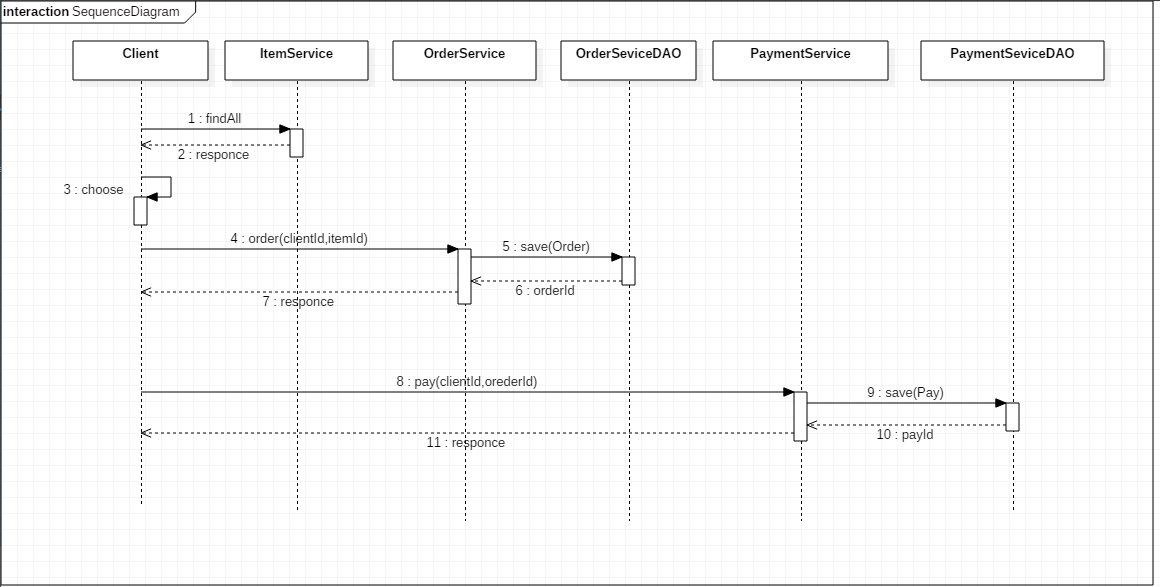 interaction SequenceDiagram
Client
ItemService
OrderService
OrderSeviceDAO
PaymentService
PaymentSeviceDAO
1 : findAll
2 : responce
3 : choose
4 : order(clientId,itemId)
5 : save(Order)
6 : orderId
7 : responce
8 : pay(clientId,orederId)
9 : save(Pay)
10 : payId
11 : responce